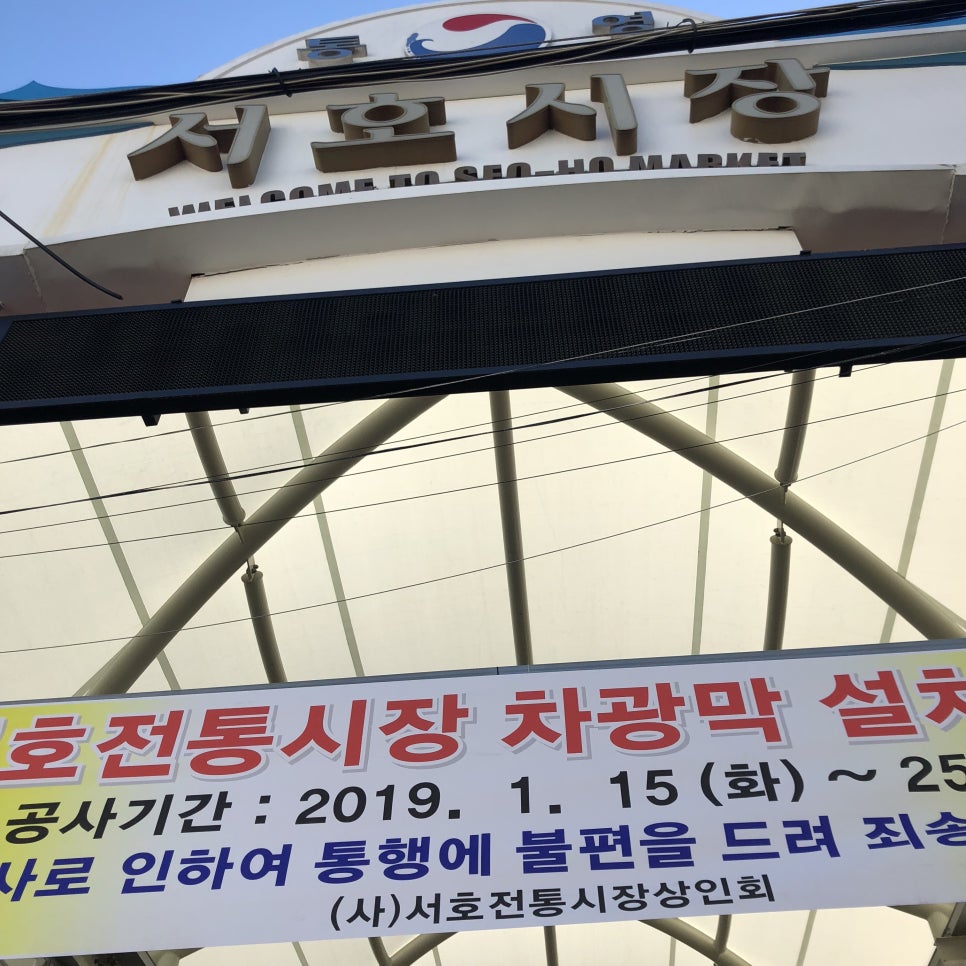 통영
서호시장
WELCOME TO SEO-HO MARKET
호전통시장 차광막 설치
공사기간 : 2019. 1. 15 (화) ~ 25
사로 인하여 통행에 불편을 드려 죄송
(사)서호전통시장상인회